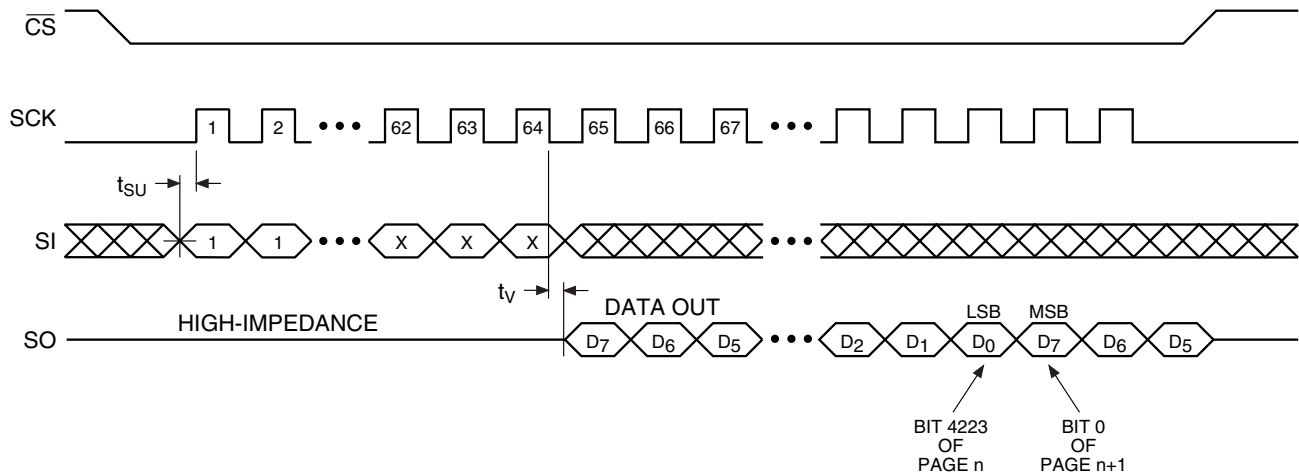 CS
SCK 1 2 ••• 62 63 64 65 66 67 •••
tSU
SI 1 1 ••• X X X •••
tV
HIGH-IMPEDANCE DATA OUT LSB MSB
SO D7 D6 D5 ••• D2 D1 D0 D7 D6 D5
BIT 4223
OF
PAGE n
BIT 0
OF
PAGE n+1